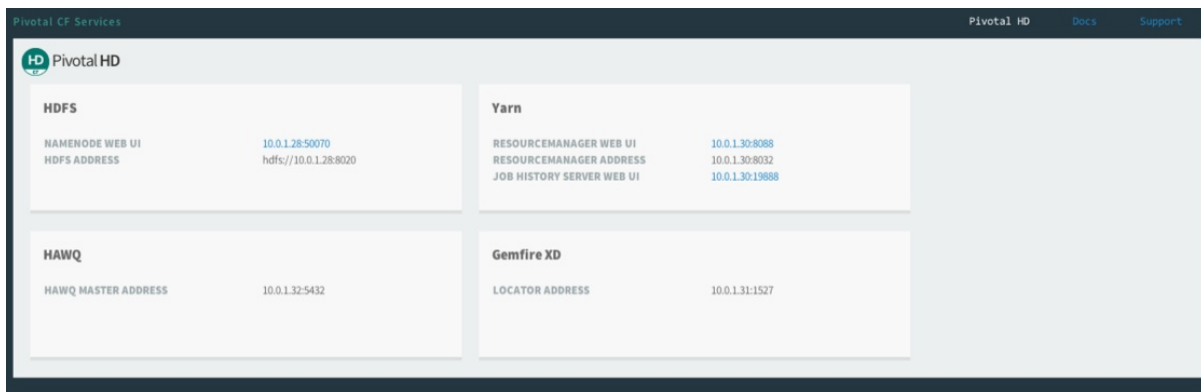 Pivotal CF Services Pivotal HD Docs Support
HD Pivotal HD
CF
HDFS
NAMENODE WEB UI 10.0.1.28:50070
HDFS ADDRESS hdfs://10.0.1.28:8020
Yarn
RESOURCEMANAGER WEB UI 10.0.1.30:8088
RESOURCEMANAGER ADDRESS 10.0.1.30:8032
JOB HISTORY SERVER WEB UI 10.0.1.30:19888
HAWQ
HAWQ MASTER ADDRESS 10.0.1.32:5432
Gemfire XD
LOCATOR ADDRESS 10.0.1.31:1527